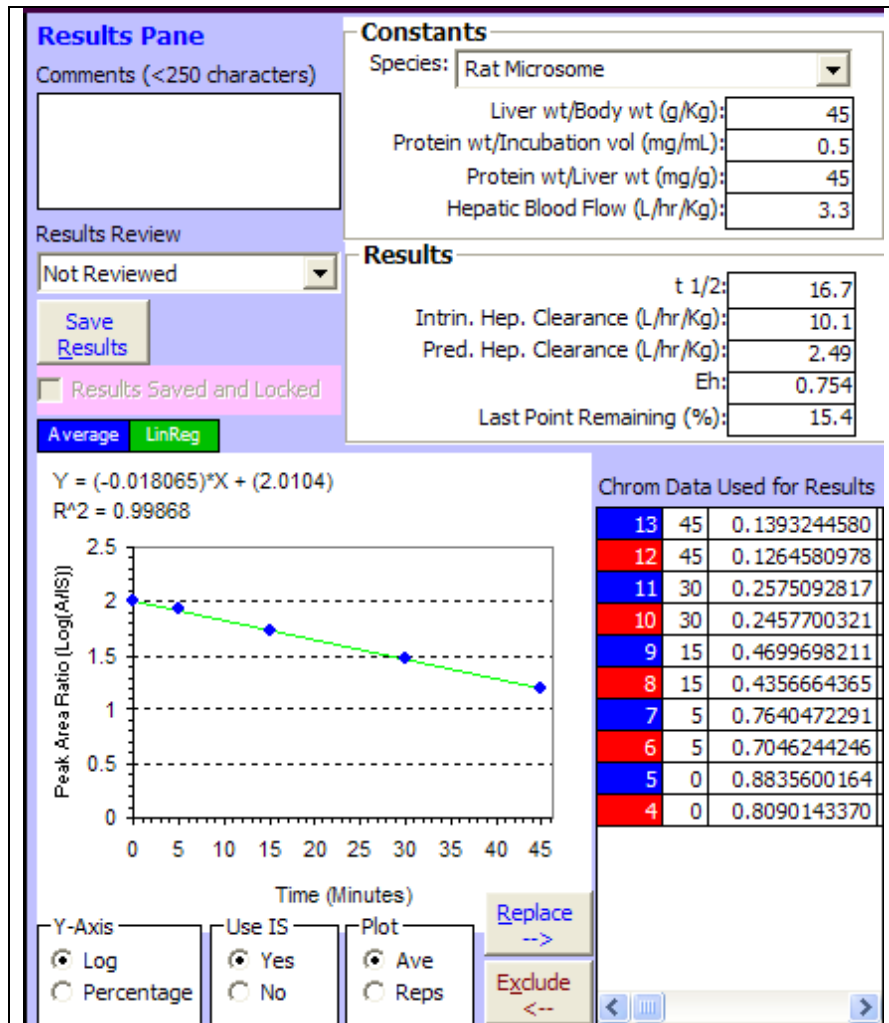 Results Pane
Comments (<250 characters)
Results Review
Not Reviewed
Save
Results
Results Saved and Locked
Constants
Species: Rat Microsome
Liver wt/Body wt (g/Kg): 45
Protein wt/Incubation vol (mg/mL): 0.5
Protein wt/Liver wt (mg/g): 45
Hepatic Blood Flow (L/hr/Kg): 3.3
Results
t 1/2: 16.7
Intrin. Hep. Clearance (L/hr/Kg): 10.1
Pred. Hep. Clearance (L/hr/Kg): 2.49
Eh: 0.754
Last Point Remaining (%): 15.4
Average LinReg
Y = (-0.018065)*X + (2.0104)
R^2 = 0.99868
Peak Area Ratio (Log(A/IS))
2.5
2
1.5
1
0.5
0
0 5 10 15 20 25 30 35 40 45
Time (Minutes)
Chrom Data Used for Results
13 45 0.1393244580
12 45 0.1264580978
11 30 0.2575092817
10 30 0.2457700321
9 15 0.4699698211
8 15 0.4356664365
7 5 0.7640472291
6 5 0.7046244246
5 0 0.8835600164
4 0 0.8090143370
Y-Axis
Log
Percentage
Use IS
Yes
No
Plot
Ave
Reps
Replace
-->
Exclude
<--